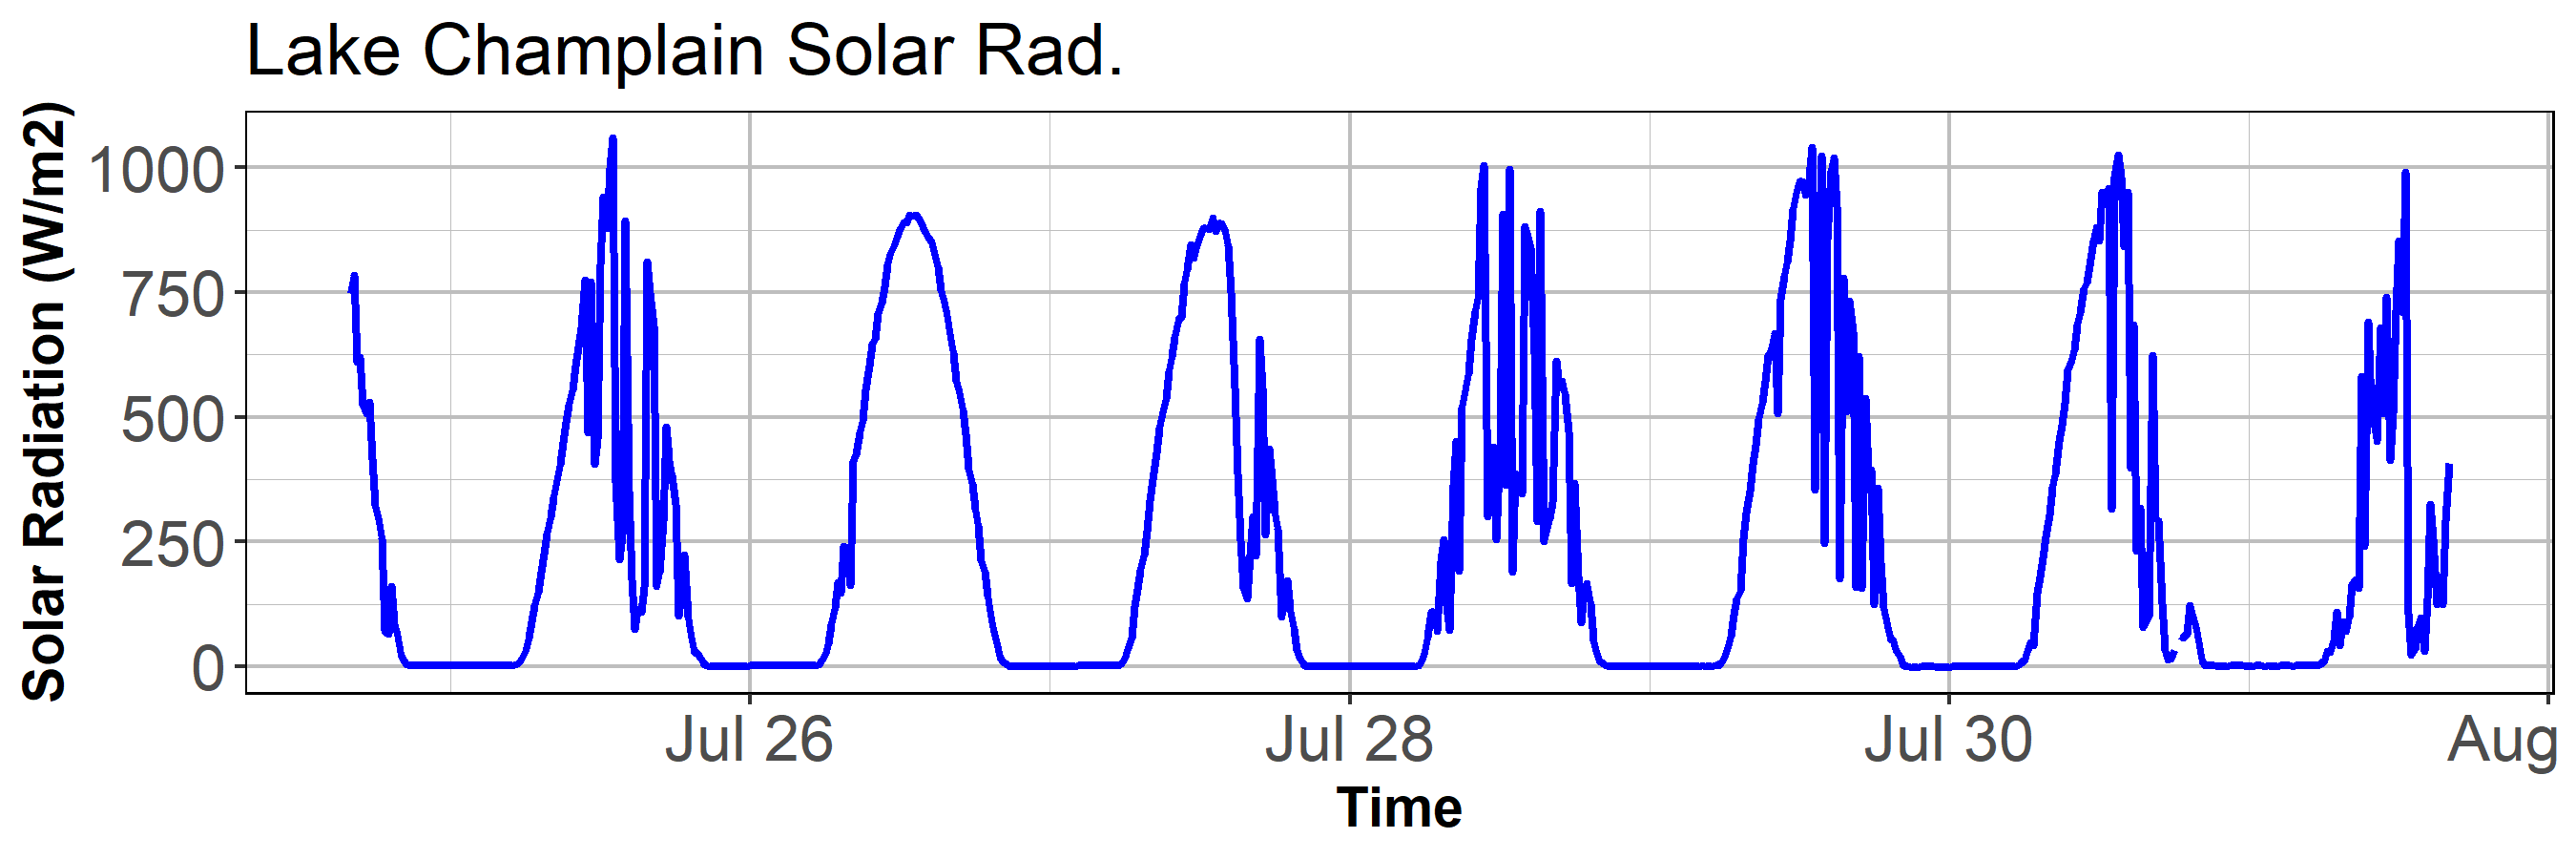 Lake Champlain Solar Rad.
Solar Radiation (W/m2)
1000
750
500
250
0
Jul 26 Jul 28 Jul 30 Aug
Time